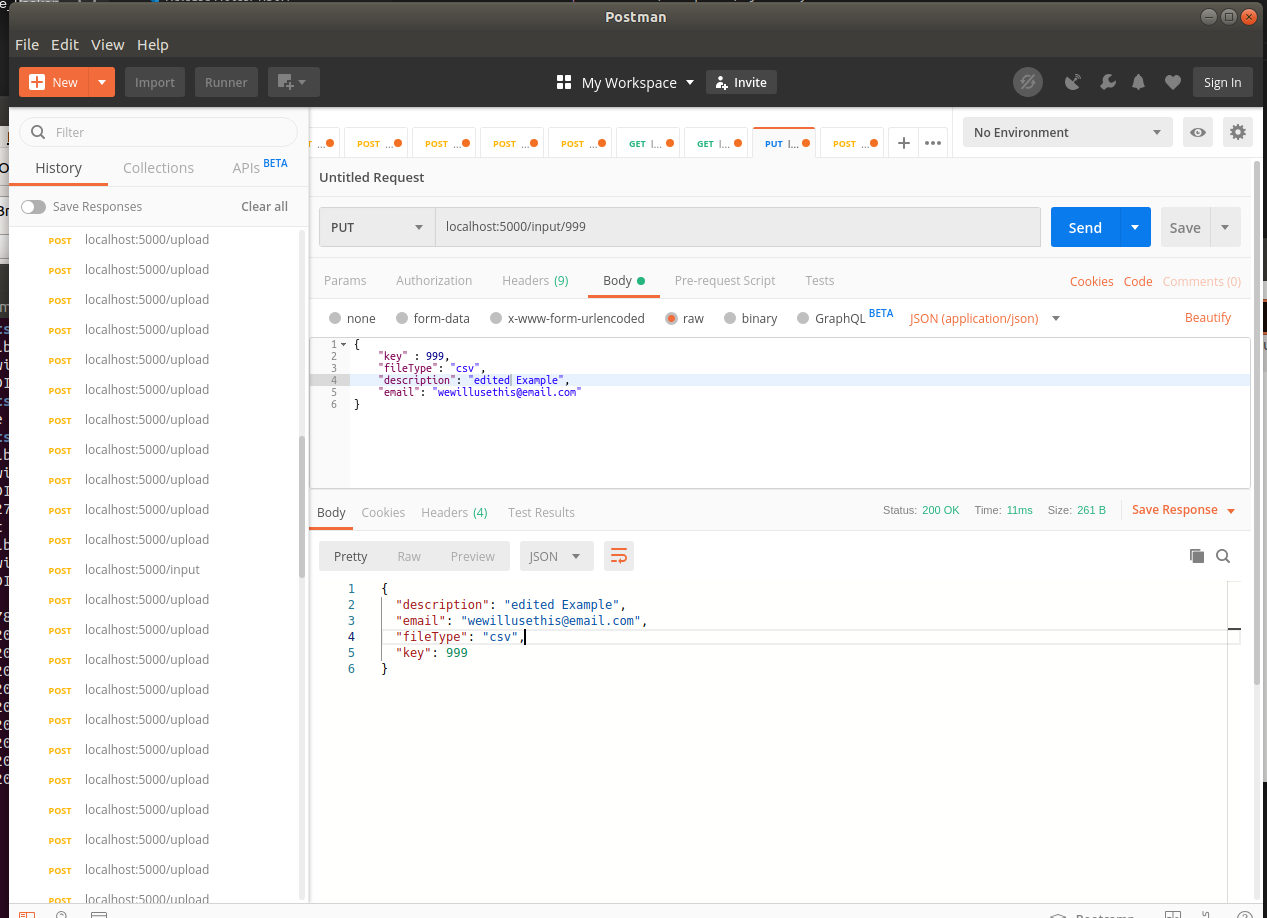 Postman
File Edit View Help
New Import Runner My Workspace Invite Sign In
Filter
History Collections APIs BETA
Save Responses Clear all
POST localhost:5000/upload
POST localhost:5000/upload
POST localhost:5000/upload
POST localhost:5000/upload
POST localhost:5000/upload
POST localhost:5000/upload
POST localhost:5000/upload
POST localhost:5000/upload
POST localhost:5000/upload
POST localhost:5000/upload
POST localhost:5000/upload
POST localhost:5000/input
POST localhost:5000/upload
POST localhost:5000/upload
POST localhost:5000/upload
POST localhost:5000/upload
POST localhost:5000/upload
POST localhost:5000/upload
POST localhost:5000/upload
POST localhost:5000/upload
POST localhost:5000/upload
POST localhost:5000/upload
POST localhost:5000/upload
... POST ... POST ... POST ... POST ... GET l... GET l... PUT l... POST ... + •••
No Environment
Untitled Request
PUT localhost:5000/input/999 Send Save
Params Authorization Headers (9) Body Pre-request Script Tests Cookies Code Comments (0)
none form-data x-www-form-urlencoded raw binary GraphQL BETA JSON (application/json) Beautify
1 {
2 "key" : 999,
3 "fileType": "csv",
4 "description": "edited Example",
5 "email": "wewillusethis@email.com"
6 }
Body Cookies Headers (4) Test Results Status: 200 OK Time: 11ms Size: 261 B Save Response
Pretty Raw Preview JSON
1 {
2 "description": "edited Example",
3 "email": "wewillusethis@email.com",
4 "fileType": "csv",
5 "key": 999
6 }